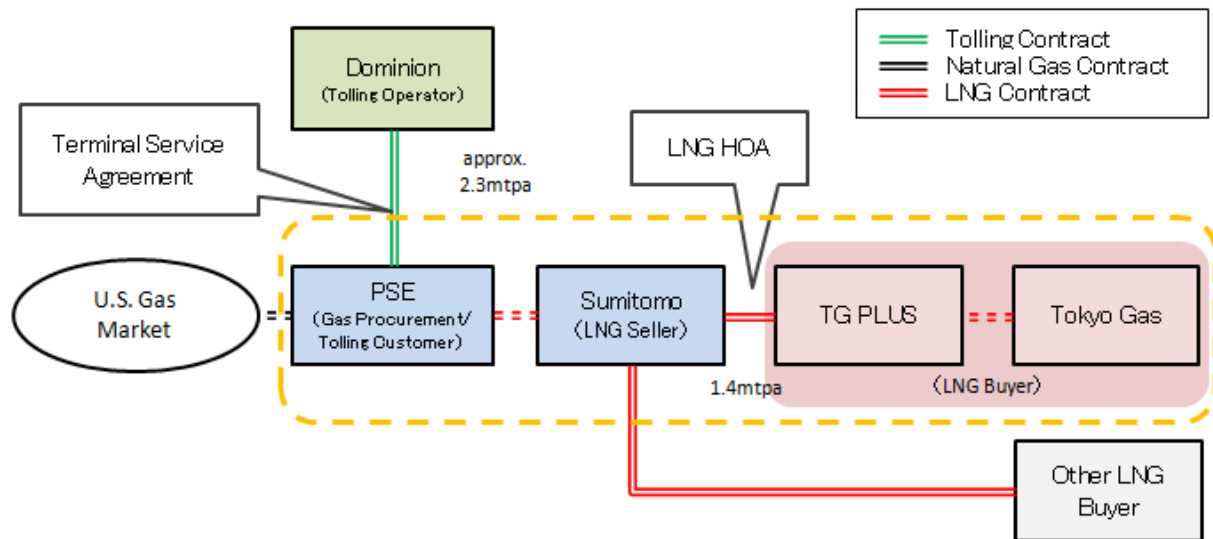 Dominion
(Tolling Operator)
Tolling Contract
Natural Gas Contract
LNG Contract
Terminal Service
Agreement
approx.
2.3mtpa
LNG HOA
U.S. Gas
Market
PSE
(Gas Procurement/
Tolling Customer)
Sumitomo
(LNG Seller)
TG PLUS
Tokyo Gas
1.4mtpa
(LNG Buyer)
Other LNG
Buyer